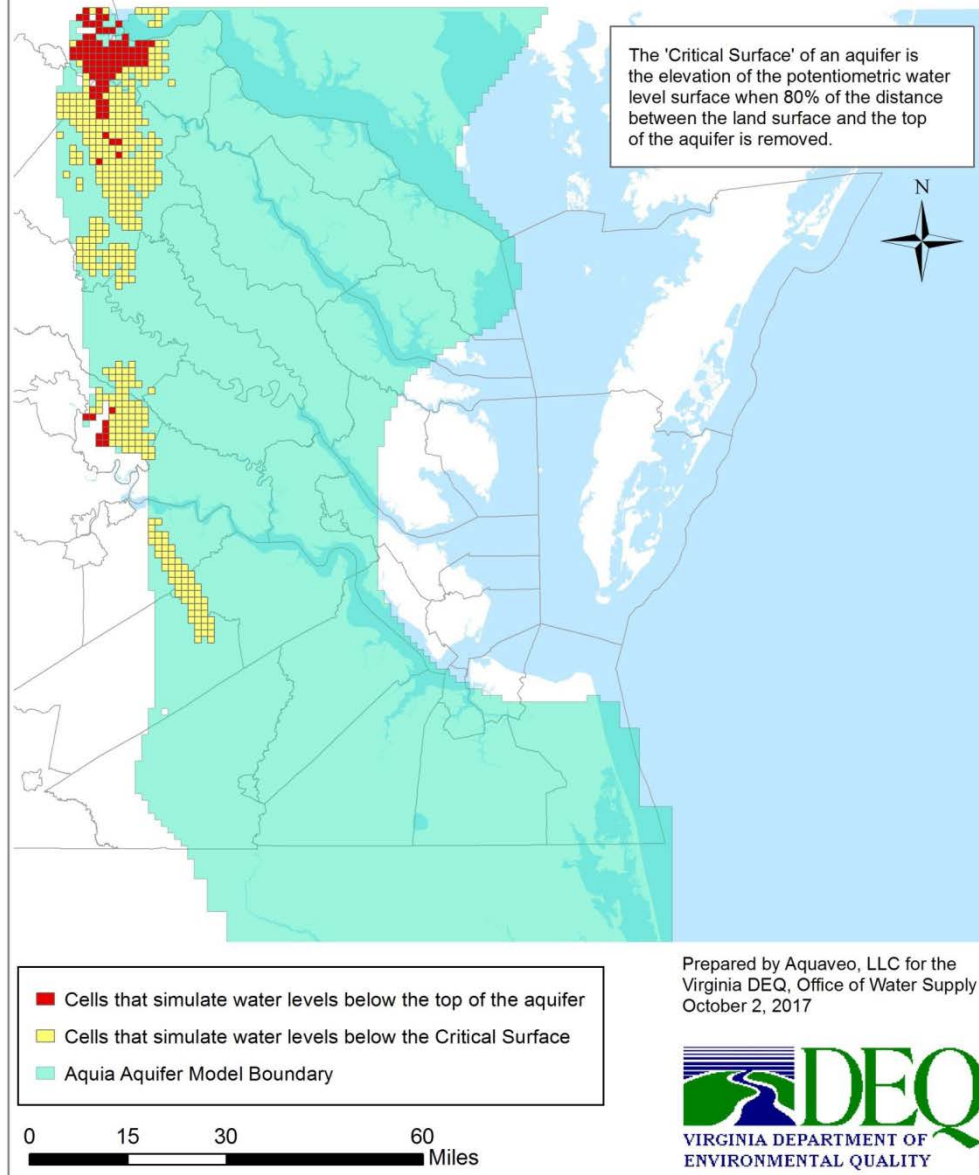 The 'Critical Surface' of an aquifer is
the elevation of the potentiometric water
level surface when 80% of the distance
between the land surface and the top
of the aquifer is removed.
N
Cells that simulate water levels below the top of the aquifer
Cells that simulate water levels below the Critical Surface
Aquia Aquifer Model Boundary
0 15 30 60
Miles
Prepared by Aquaveo, LLC for the
Virginia DEQ, Office of Water Supply
October 2, 2017
DEQ
VIRGINIA DEPARTMENT OF
ENVIRONMENTAL QUALITY